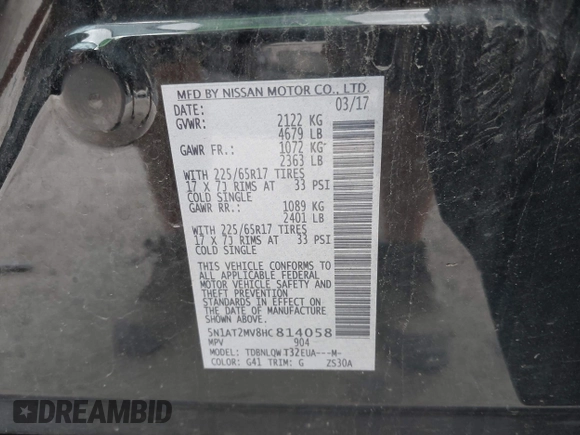 MFD BY NISSAN MOTOR CO., LTD.
DATE: 03/17
GVWR: 2122 KG
4679 LB
GAWR FR.: 1072 KG
2363 LB
WITH 225/65R17 TIRES
17 X 7J RIMS AT 33 PSI
COLD SINGLE
GAWR RR.: 1089 KG
2401 LB
WITH 225/65R17 TIRES
17 X 7J RIMS AT 33 PSI
COLD SINGLE
THIS VEHICLE CONFORMS TO
ALL APPLICABLE FEDERAL
MOTOR VEHICLE SAFETY AND
THEFT PREVENTION
STANDARDS IN EFFECT ON
THE DATE OF MANUFACTURE
SHOWN ABOVE.
5N1AT2MV8HC814058
MPV 904
MODEL: TDBNLQWT32EUA---M-
COLOR: G41 TRIM: G ZS30A
DREAMBID